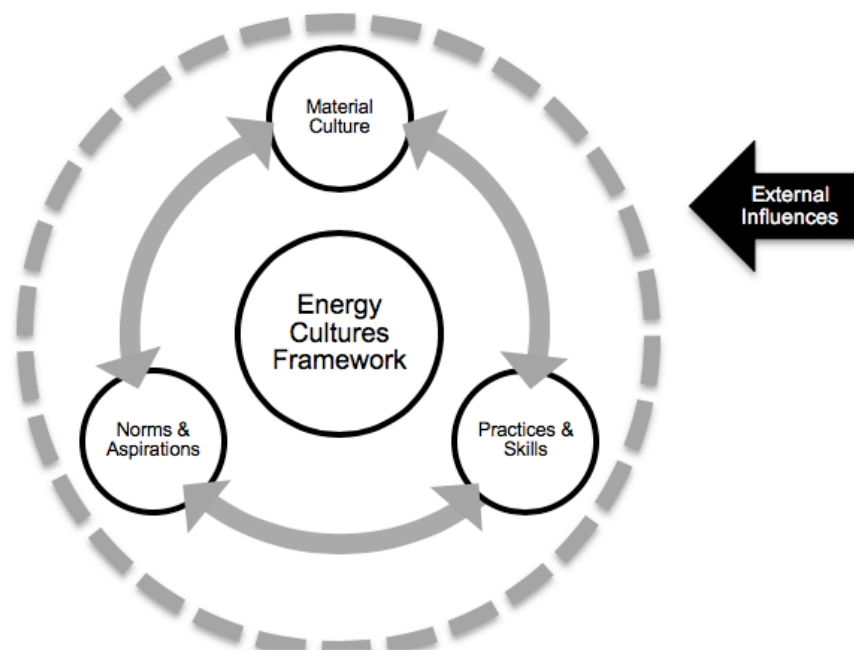 Material
Culture
External
Influences
Energy
Cultures
Framework
Norms &
Aspirations
Practices &
Skills